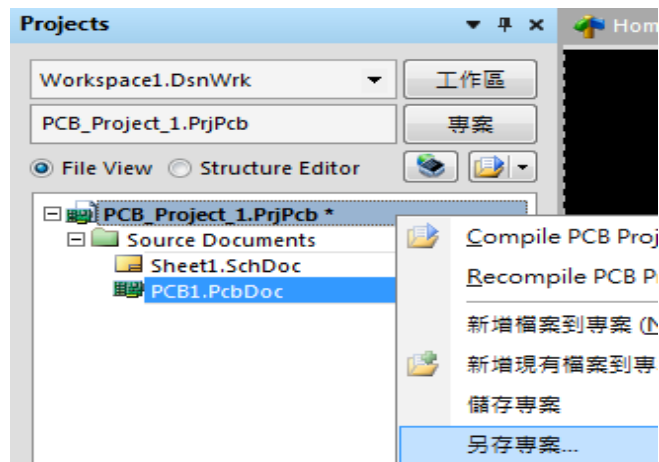 Projects
Hom
Workspace1.DsnWrk
工作區
PCB_Project_1.PrjPcb
專案
File View
Structure Editor
PCB_Project_1.PrjPcb *
Source Documents
Sheet1.SchDoc
PCB1.PcbDoc
Compile PCB Proj
Recompile PCB P
新增檔案到專案 (N
新增現有檔案到專
儲存專案
另存專案...